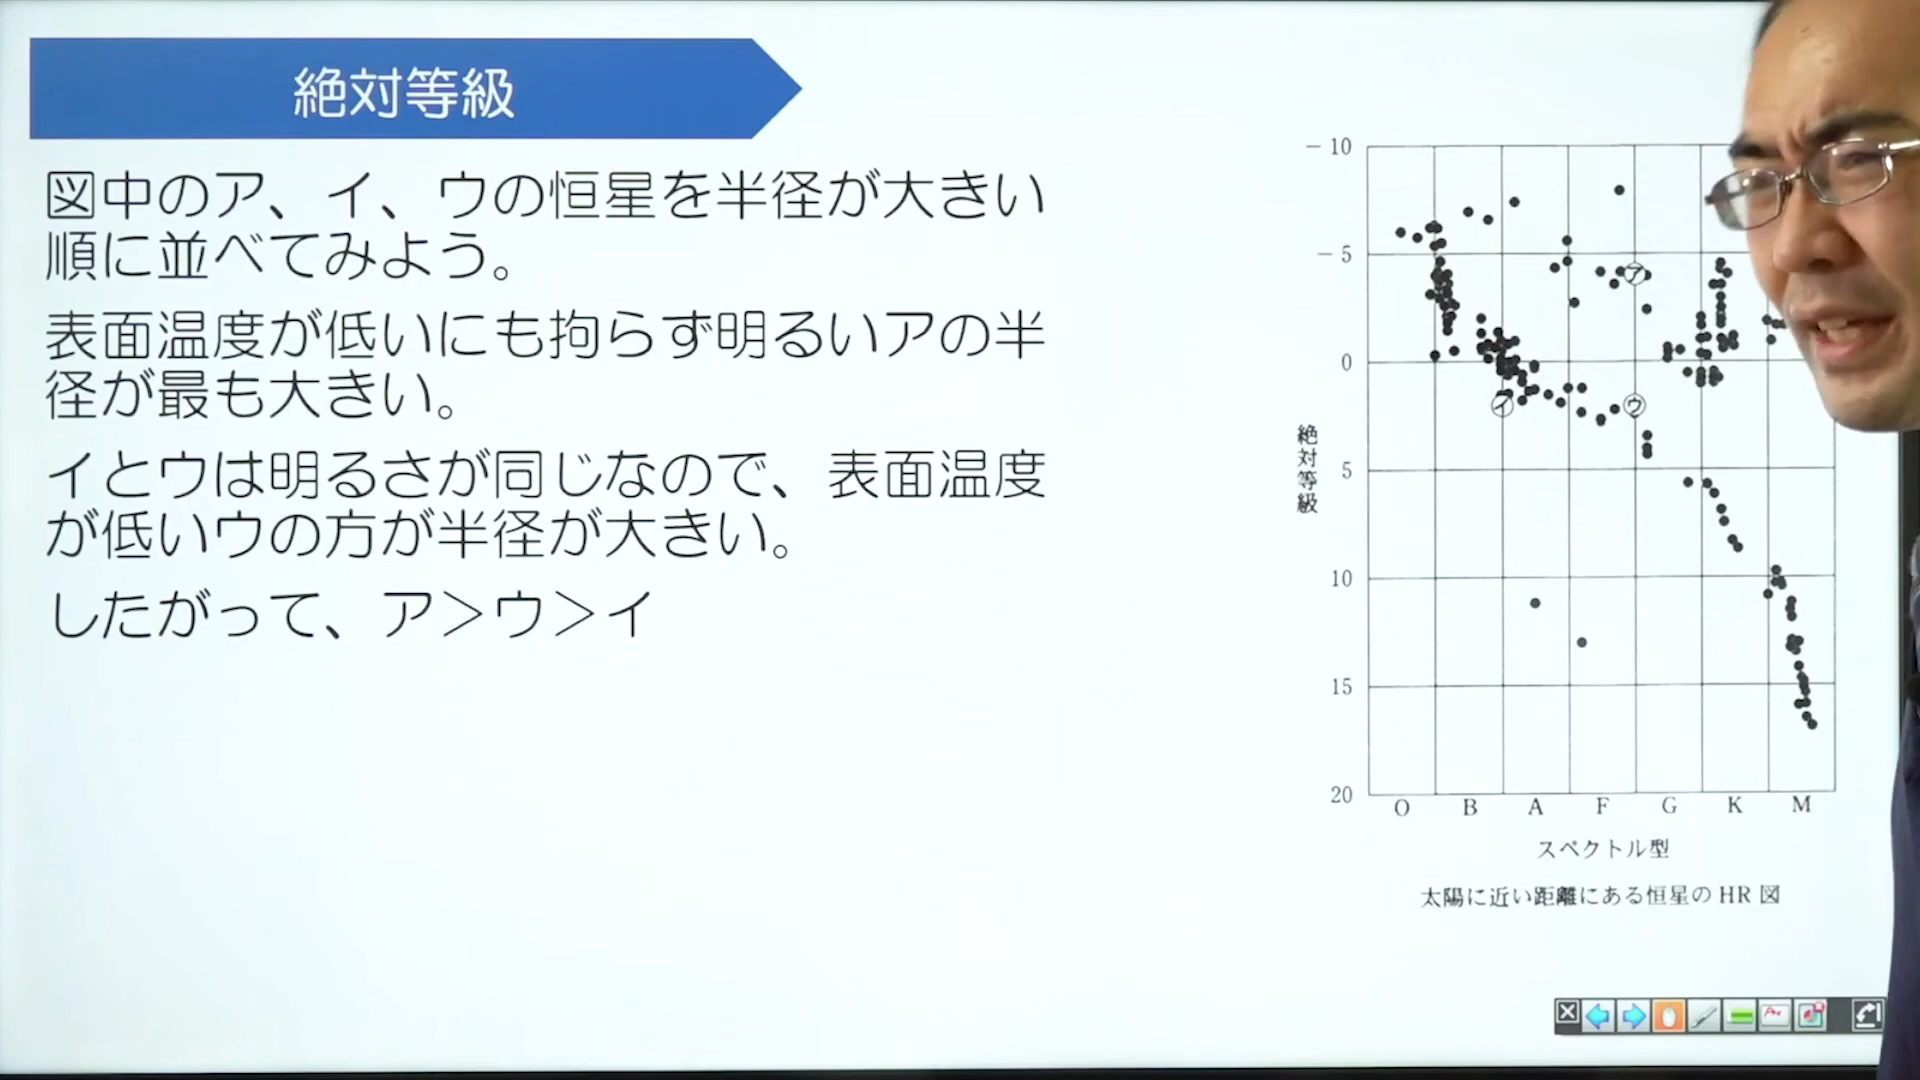 絶対等級
図中のア、イ、ウの恒星を半径が大きい
順に並べてみよう。
表面温度が低いにも拘らず明るいアの半
径が最も大きい。
イとウは明るさが同じなので、表面温度
が低いウの方が半径が大きい。
したがって、ア＞ウ＞イ
－10
－5
0
5
10
15
20
絶対等級
ア
イ
ウ
O B A F G K M
スペクトル型
太陽に近い距離にある恒星の HR 図